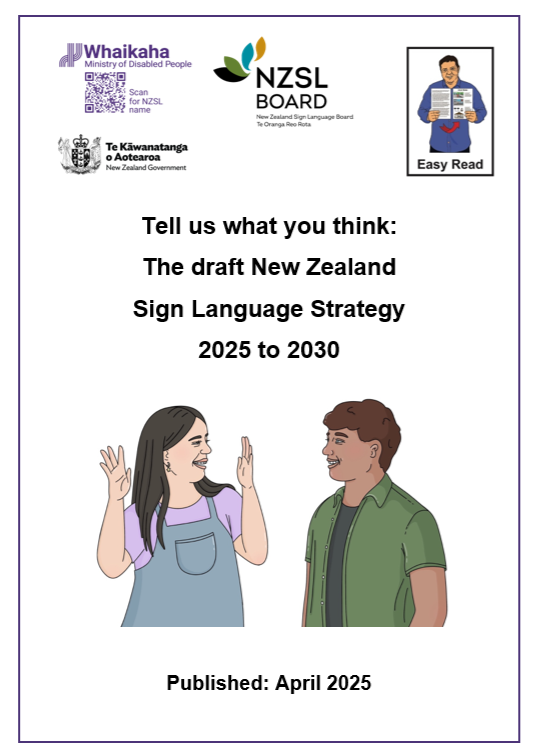 Whaikaha
Ministry of Disabled People
Scan
for NZSL
name
NZSL
BOARD
New Zealand Sign Language Board
Te Oranga Reo Rota
Te Kāwanatanga
o Aotearoa
New Zealand Government
Easy Read
Tell us what you think:
The draft New Zealand
Sign Language Strategy
2025 to 2030
Published: April 2025